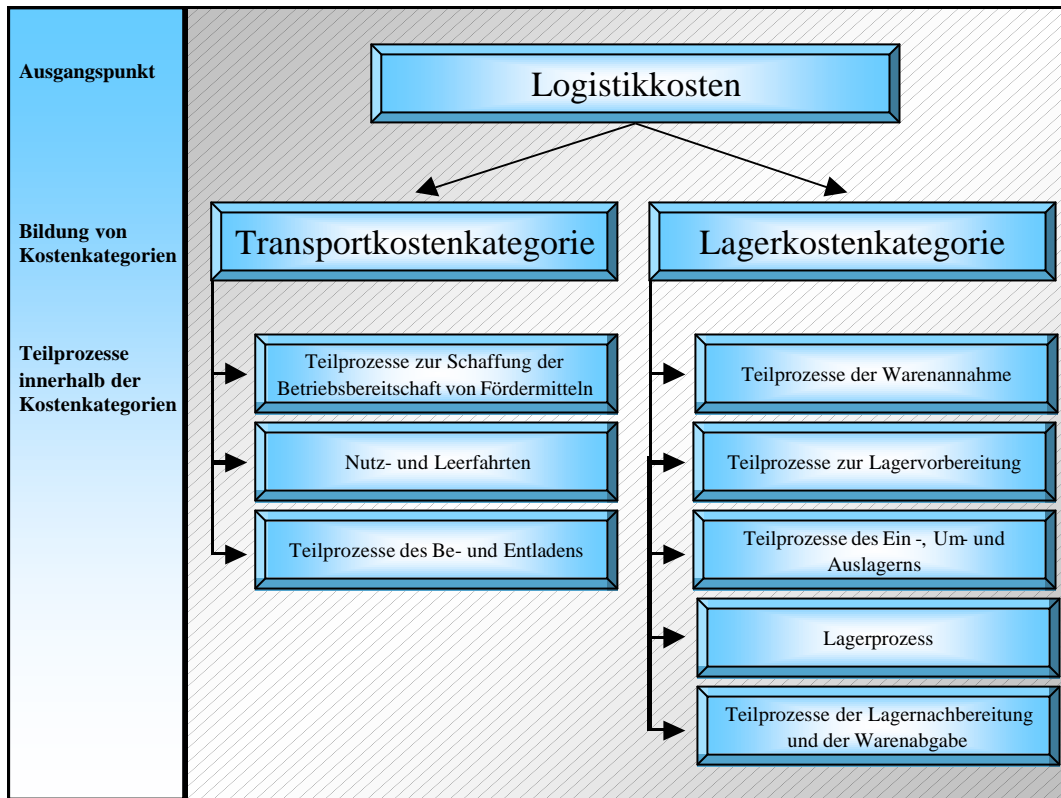 Ausgangspunkt
Logistikkosten
Bildung von
Kostenkategorien
Transportkostenkategorie
Lagerkostenkategorie
Teilprozesse
innerhalb der
Kostenkategorien
Teilprozesse zur Schaffung der
Betriebsbereitschaft von Fördermitteln
Nutz- und Leerfahrten
Teilprozesse des Be- und Entladens
Teilprozesse der Warenannahme
Teilprozesse zur Lagervorbereitung
Teilprozesse des Ein -, Um- und
Auslagerns
Lagerprozess
Teilprozesse der Lagernachbereitung
und der Warenabgabe